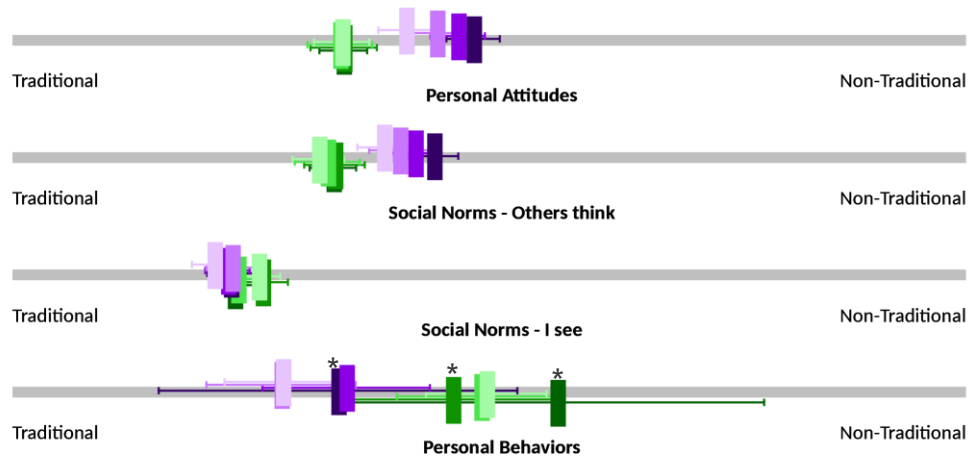 Traditional
Non-Traditional
Personal Attitudes
Traditional
Non-Traditional
Social Norms - Others think
Traditional
Non-Traditional
Social Norms - I see
* * *
Traditional
Non-Traditional
Personal Behaviors